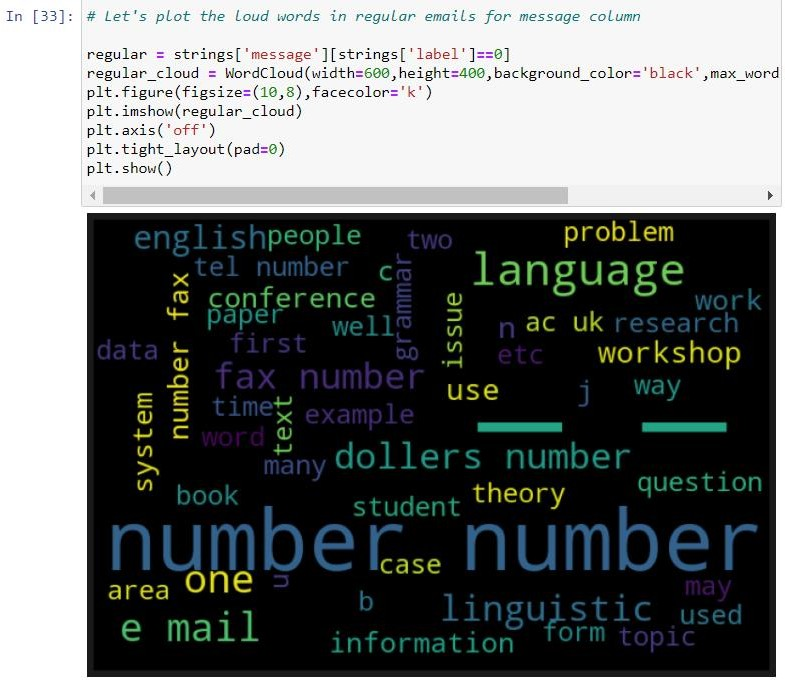 In [33]: # Let's plot the loud words in regular emails for message column
regular = strings['message'][strings['label']==0]
regular_cloud = WordCloud(width=600,height=400,background_color='black',max_word
plt.figure(figsize=(10,8),facecolor='k')
plt.imshow(regular_cloud)
plt.axis('off')
plt.tight_layout(pad=0)
plt.show()
english
people
two
problem
tel number
c
language
grammar
number fax
conference
paper
well
issue
work
n
ac uk
research
data
first
etc
workshop
fax number
use
j
way
system
time
text
example
word
many
dollers number
question
book
student
theory
number number
case
area
one
u
b
may
e mail
linguistic
used
information
form
topic